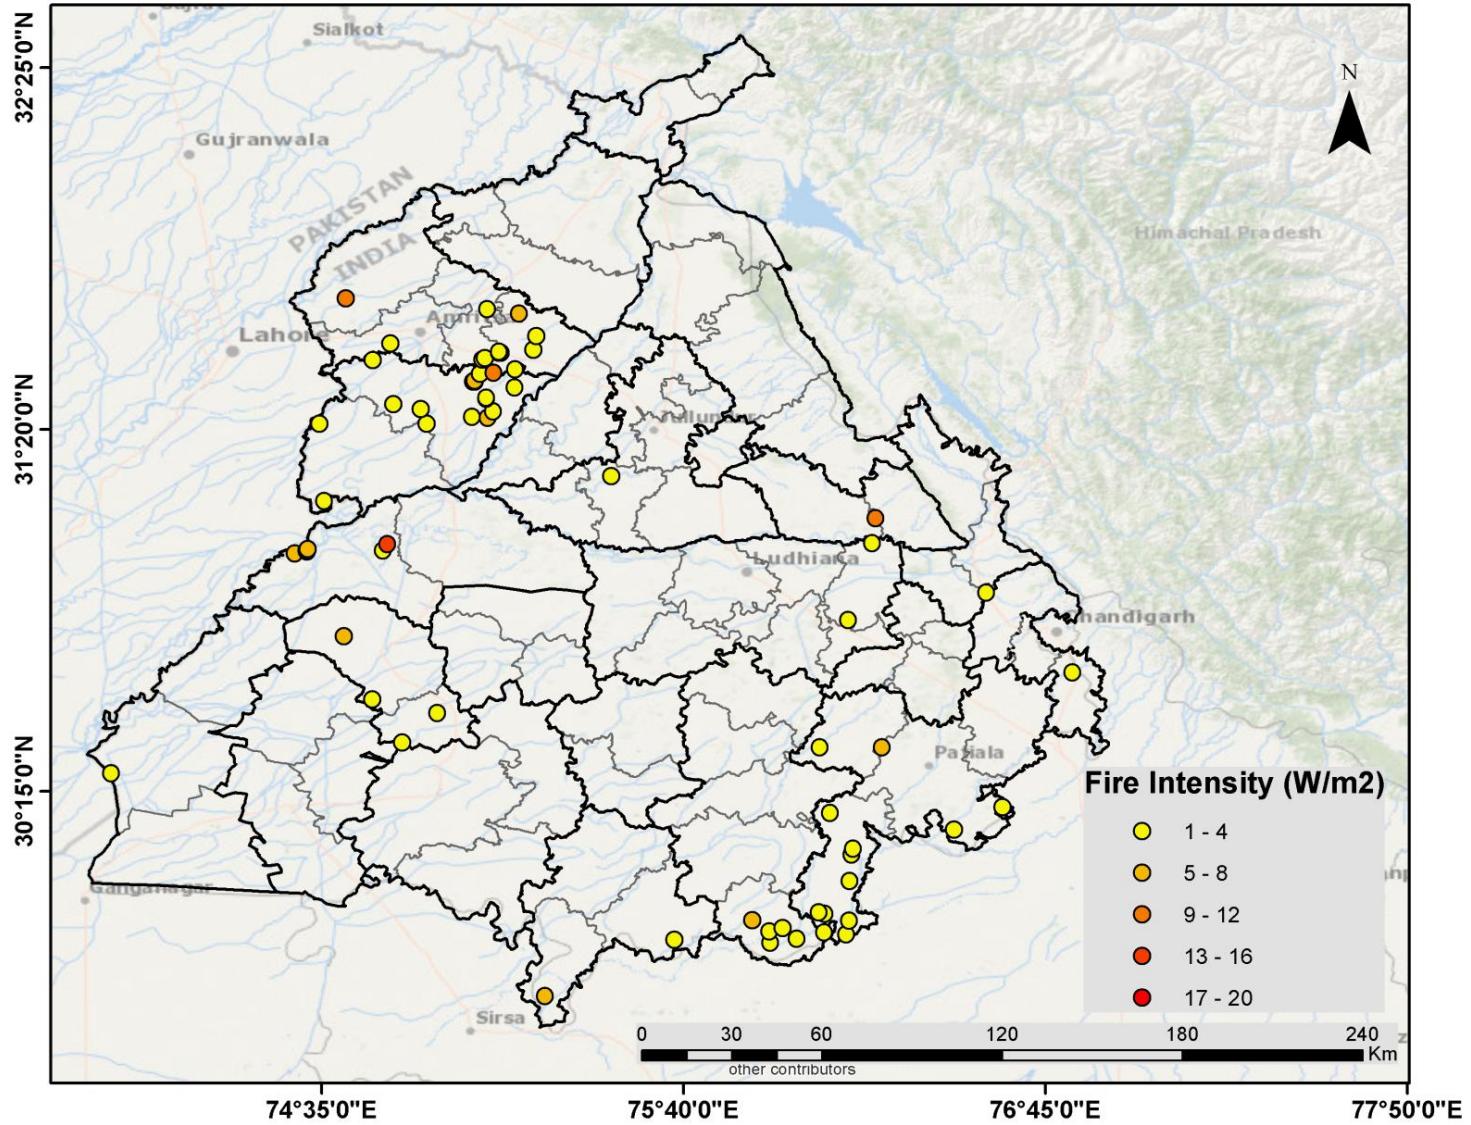 Sialkot
32°25'0"N
N
Gujranwala
PAKISTAN
INDIA
Himachal Pradesh
Lahore
31°20'0"N
Jullundur
Ludhiana
Chandigarh
Patiala
30°15'0"N
Fire Intensity (W/m2)
1 - 4
5 - 8
9 - 12
13 - 16
17 - 20
Ganganagar
Sirsa
0 30 60 120 180 240
Km
other contributors
74°35'0"E 75°40'0"E 76°45'0"E 77°50'0"E